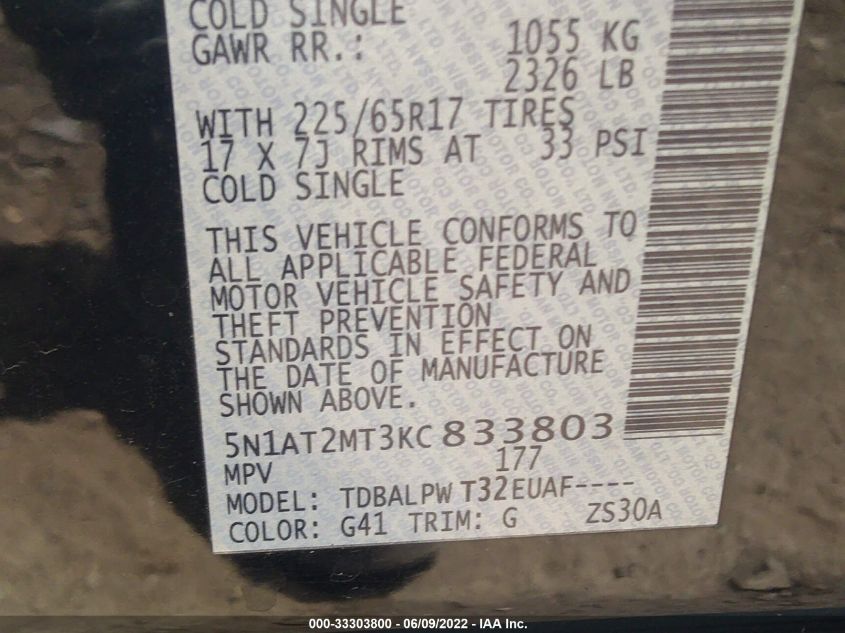 COLD SINGLE
GAWR RR.: 1055 KG
2326 LB
WITH 225/65R17 TIRES
17 X 7J RIMS AT 33 PSI
COLD SINGLE
THIS VEHICLE CONFORMS TO
ALL APPLICABLE FEDERAL
MOTOR VEHICLE SAFETY AND
THEFT PREVENTION
STANDARDS IN EFFECT ON
THE DATE OF MANUFACTURE
SHOWN ABOVE.
5N1AT2MT3KC833803
MPV 177
MODEL: TDBALPWT32EUAF----
COLOR: G41 TRIM: G ZS30A
000-33303800 - 06/09/2022 - IAA Inc.